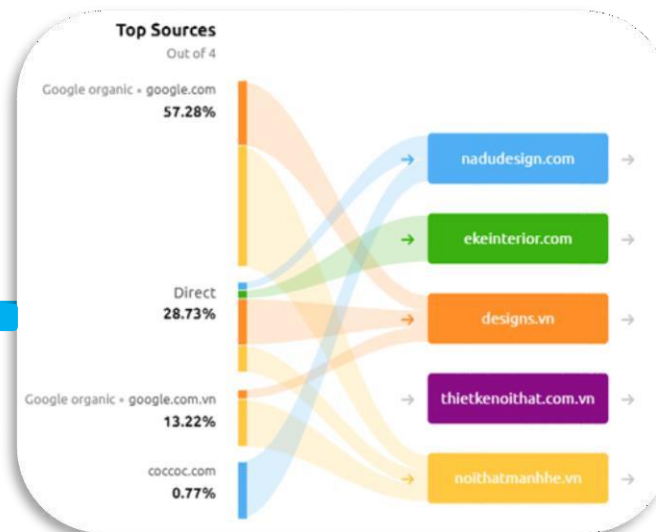 Top Sources
Out of 4
Google organic • google.com
57.28%
Direct
28.73%
Google organic • google.com.vn
13.22%
coccoc.com
0.77%
nadudesign.com
ekeinterior.com
designs.vn
thietkenoithat.com.vn
noithatmanhhe.vn